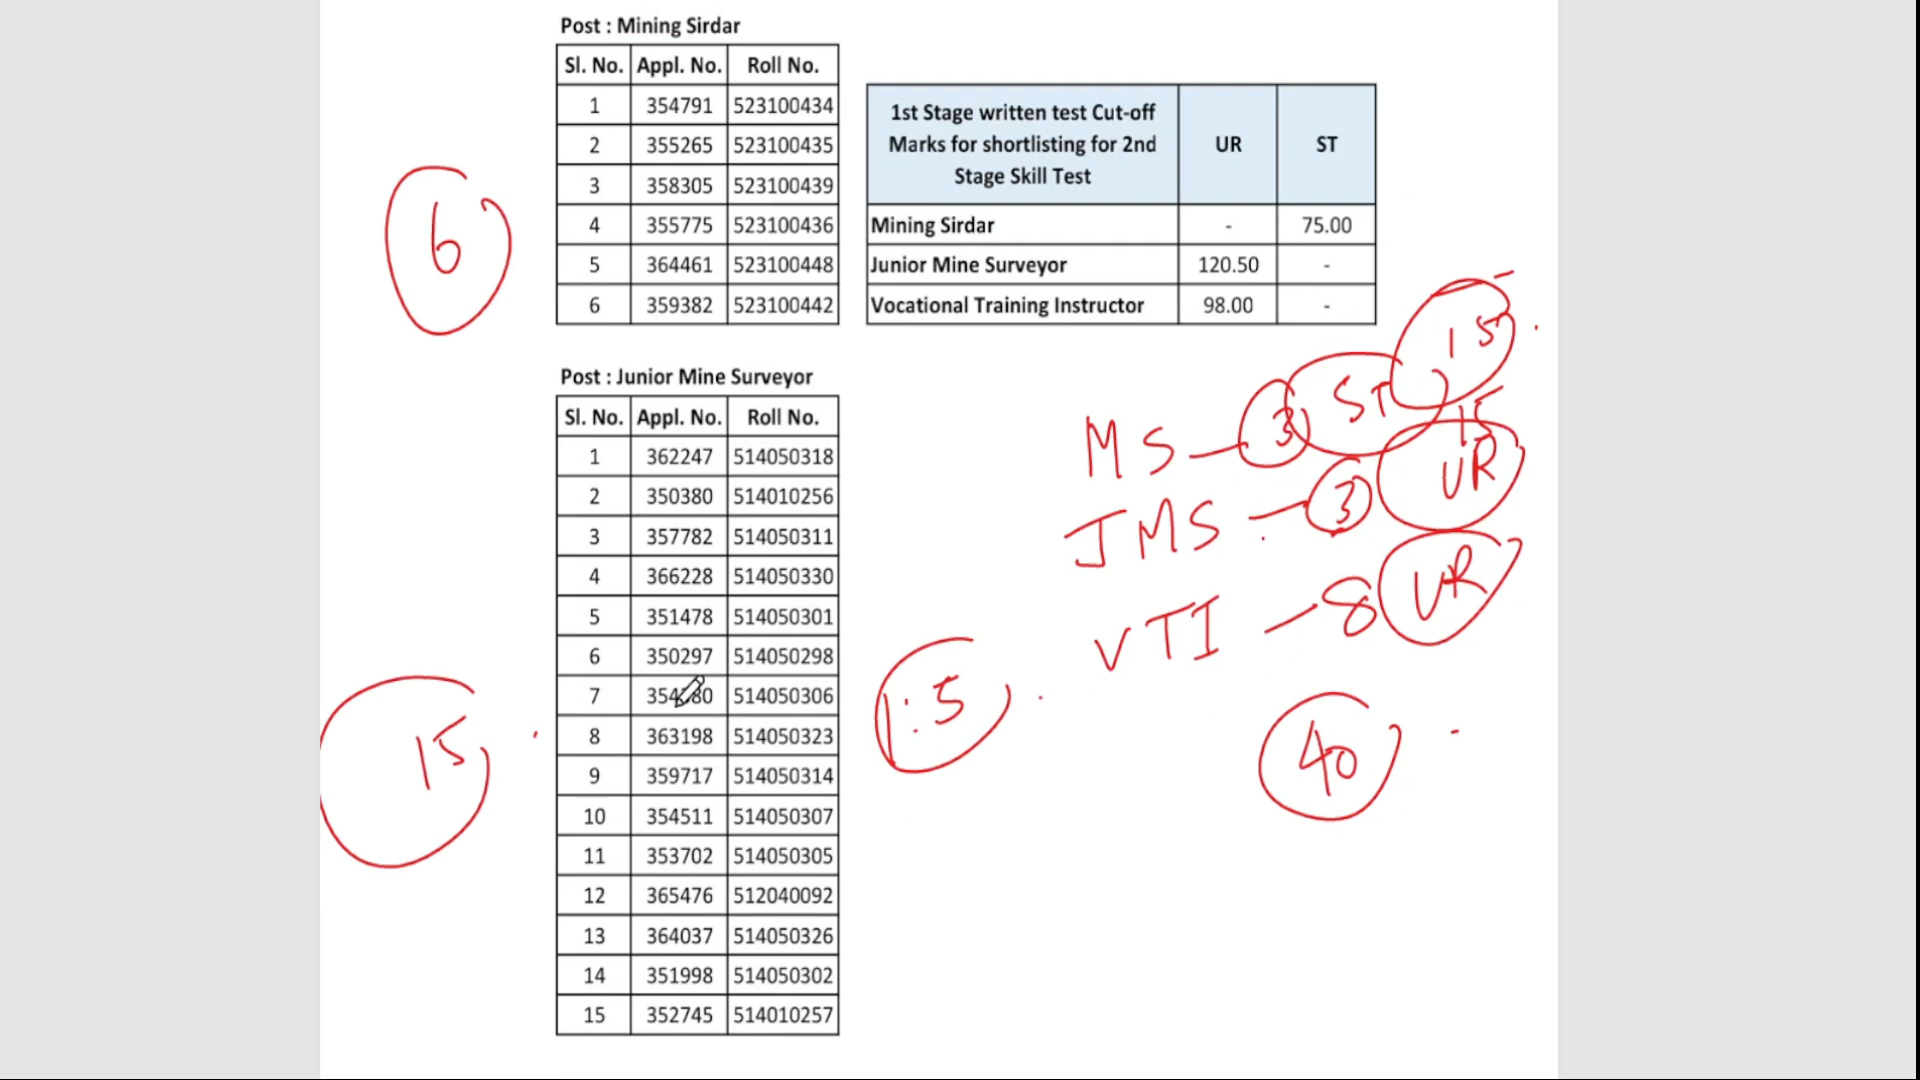 Post : Mining Sirdar
Sl. No. Appl. No. Roll No.
1 354791 523100434
2 355265 523100435
3 358305 523100439
4 355775 523100436
5 364461 523100448
6 359382 523100442
1st Stage written test Cut-off
Marks for shortlisting for 2nd
Stage Skill Test
UR ST
Mining Sirdar - 75.00
Junior Mine Surveyor 120.50 -
Vocational Training Instructor 98.00 -
6
Post : Junior Mine Surveyor
Sl. No. Appl. No. Roll No.
1 362247 514050318
2 350380 514010256
3 357782 514050311
4 366228 514050330
5 351478 514050301
6 350297 514050298
7 514050306
8 363198 514050323
9 359717 514050314
10 354511 514050307
11 353702 514050305
12 365476 512040092
13 364037 514050326
14 351998 514050302
15 352745 514010257
15
MS - 3 ST 15
15
JMS - 3 UR
VTI - 8 UR
1:5
40